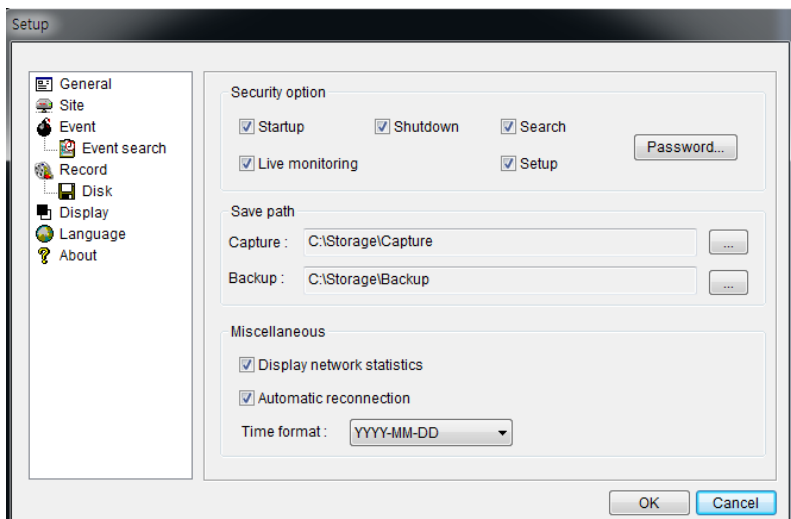 Setup
General
Site
Event
Event search
Record
Disk
Display
Language
About
Security option
Startup
Shutdown
Search
Live monitoring
Setup
Password...
Save path
Capture :
C:\Storage\Capture
...
Backup :
C:\Storage\Backup
...
Miscellaneous
Display network statistics
Automatic reconnection
Time format :
YYYY-MM-DD
OK
Cancel